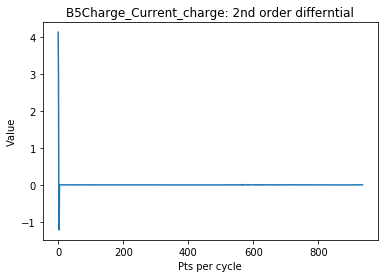 B5Charge_Current_charge: 2nd order differntial
Value
4
3
2
1
0
−1
0 200 400 600 800
Pts per cycle